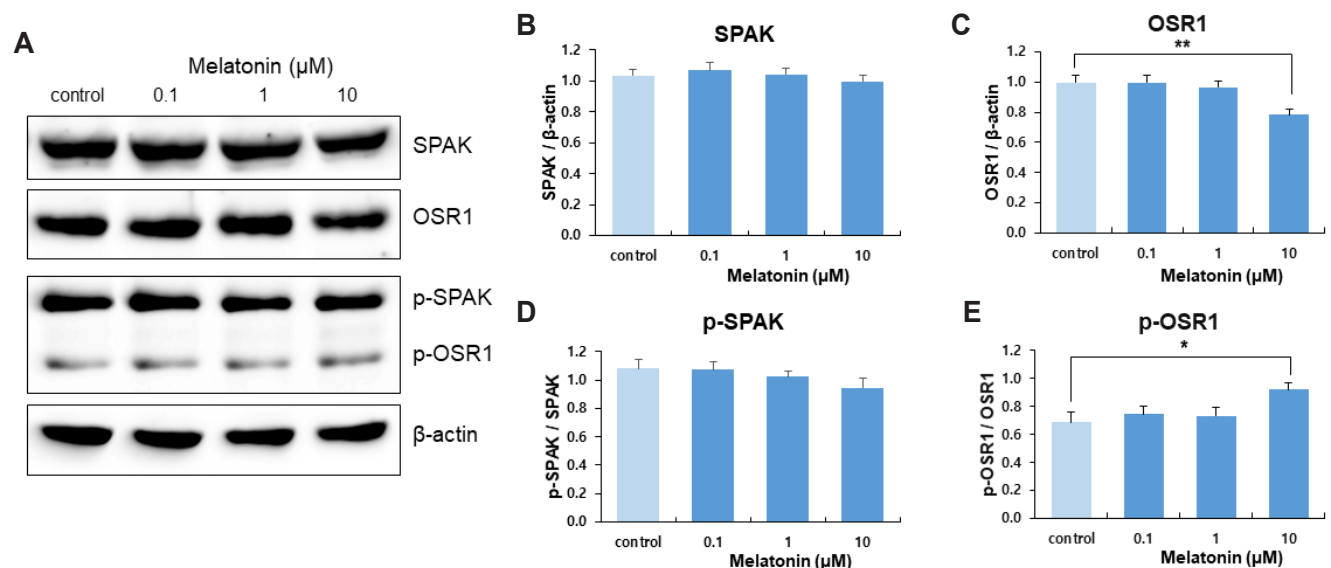 A
Melatonin (µM)
control 0.1 1 10
SPAK
OSR1
p-SPAK
p-OSR1
β-actin
B
SPAK
SPAK / β-actin
1.2
1.0
0.8
0.6
0.4
0.2
0.0
control 0.1 1 10
Melatonin (µM)
C
OSR1
**
OSR1 / β-actin
1.2
1.0
0.8
0.6
0.4
0.2
0.0
control 0.1 1 10
Melatonin (µM)
D
p-SPAK
p-SPAK / SPAK
1.2
1.0
0.8
0.6
0.4
0.2
0.0
control 0.1 1 10
Melatonin (µM)
E
p-OSR1
*
p-OSR1 / OSR1
1.2
1.0
0.8
0.6
0.4
0.2
0.0
control 0.1 1 10
Melatonin (µM)